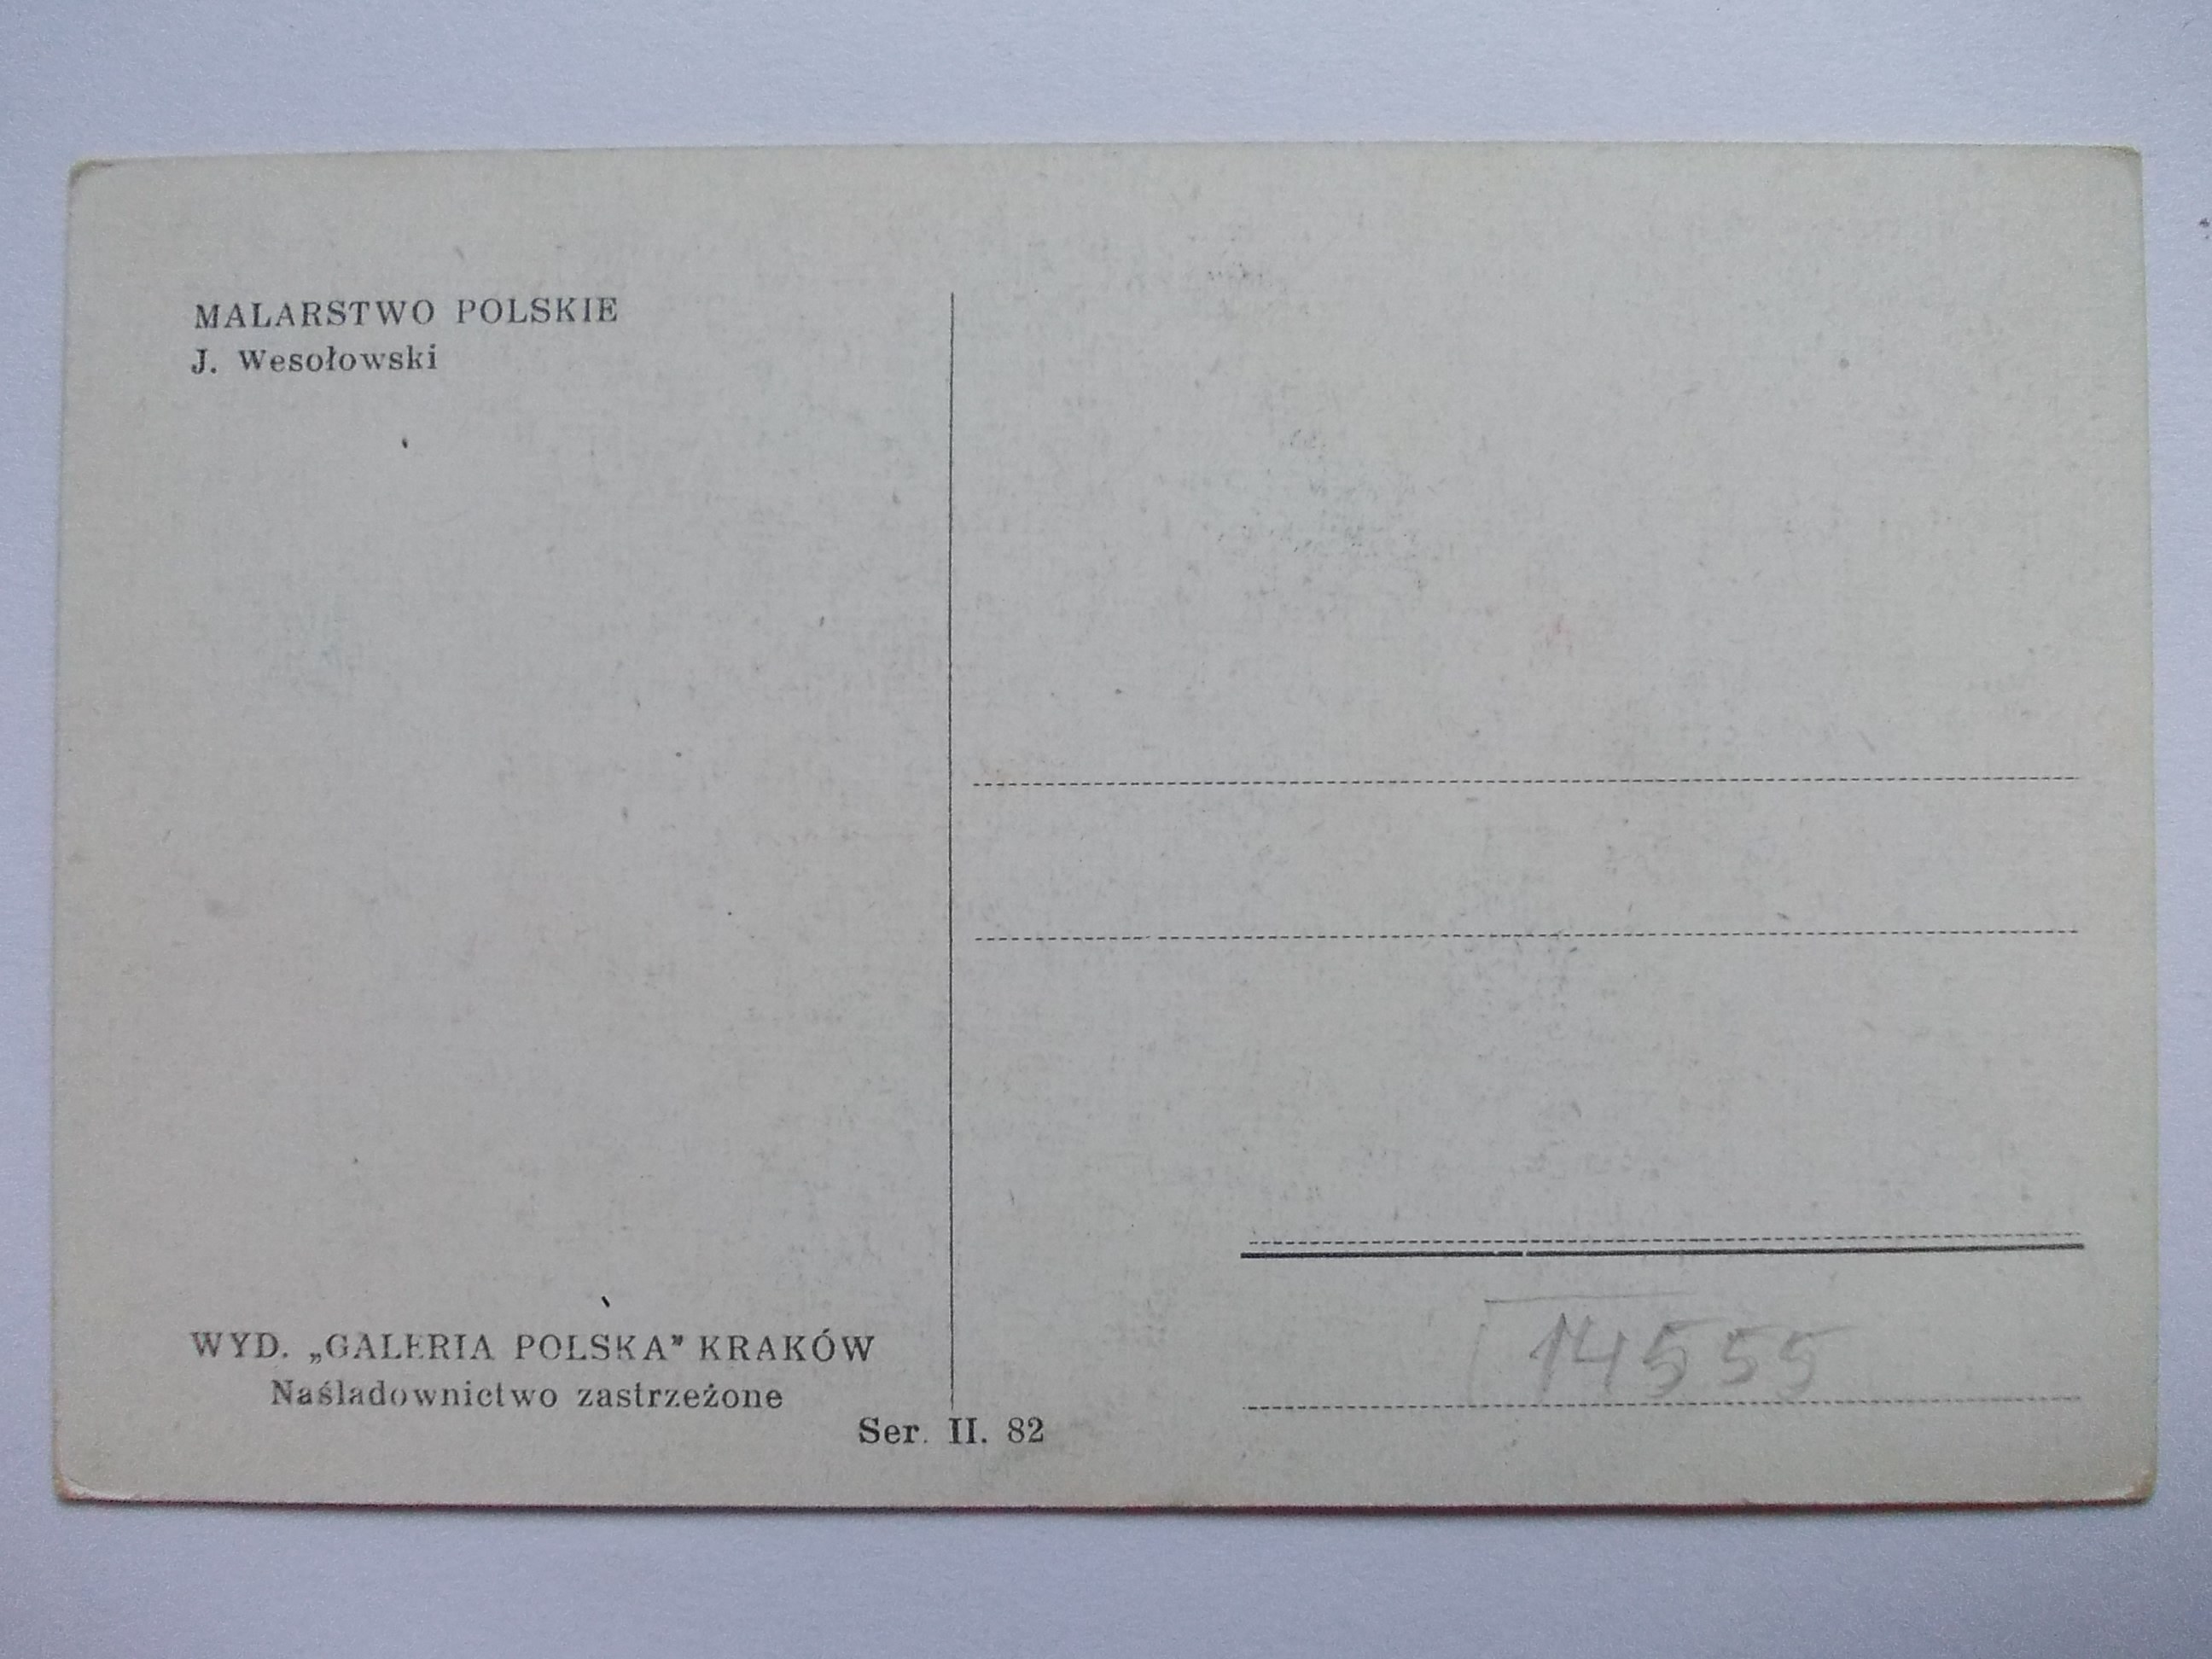 MALARSTWO POLSKIE
J. Wesołowski
WYD. „GALERIA POLSKA” KRAKÓW
Naśladownictwo zastrzeżone
Ser. II. 82
14555